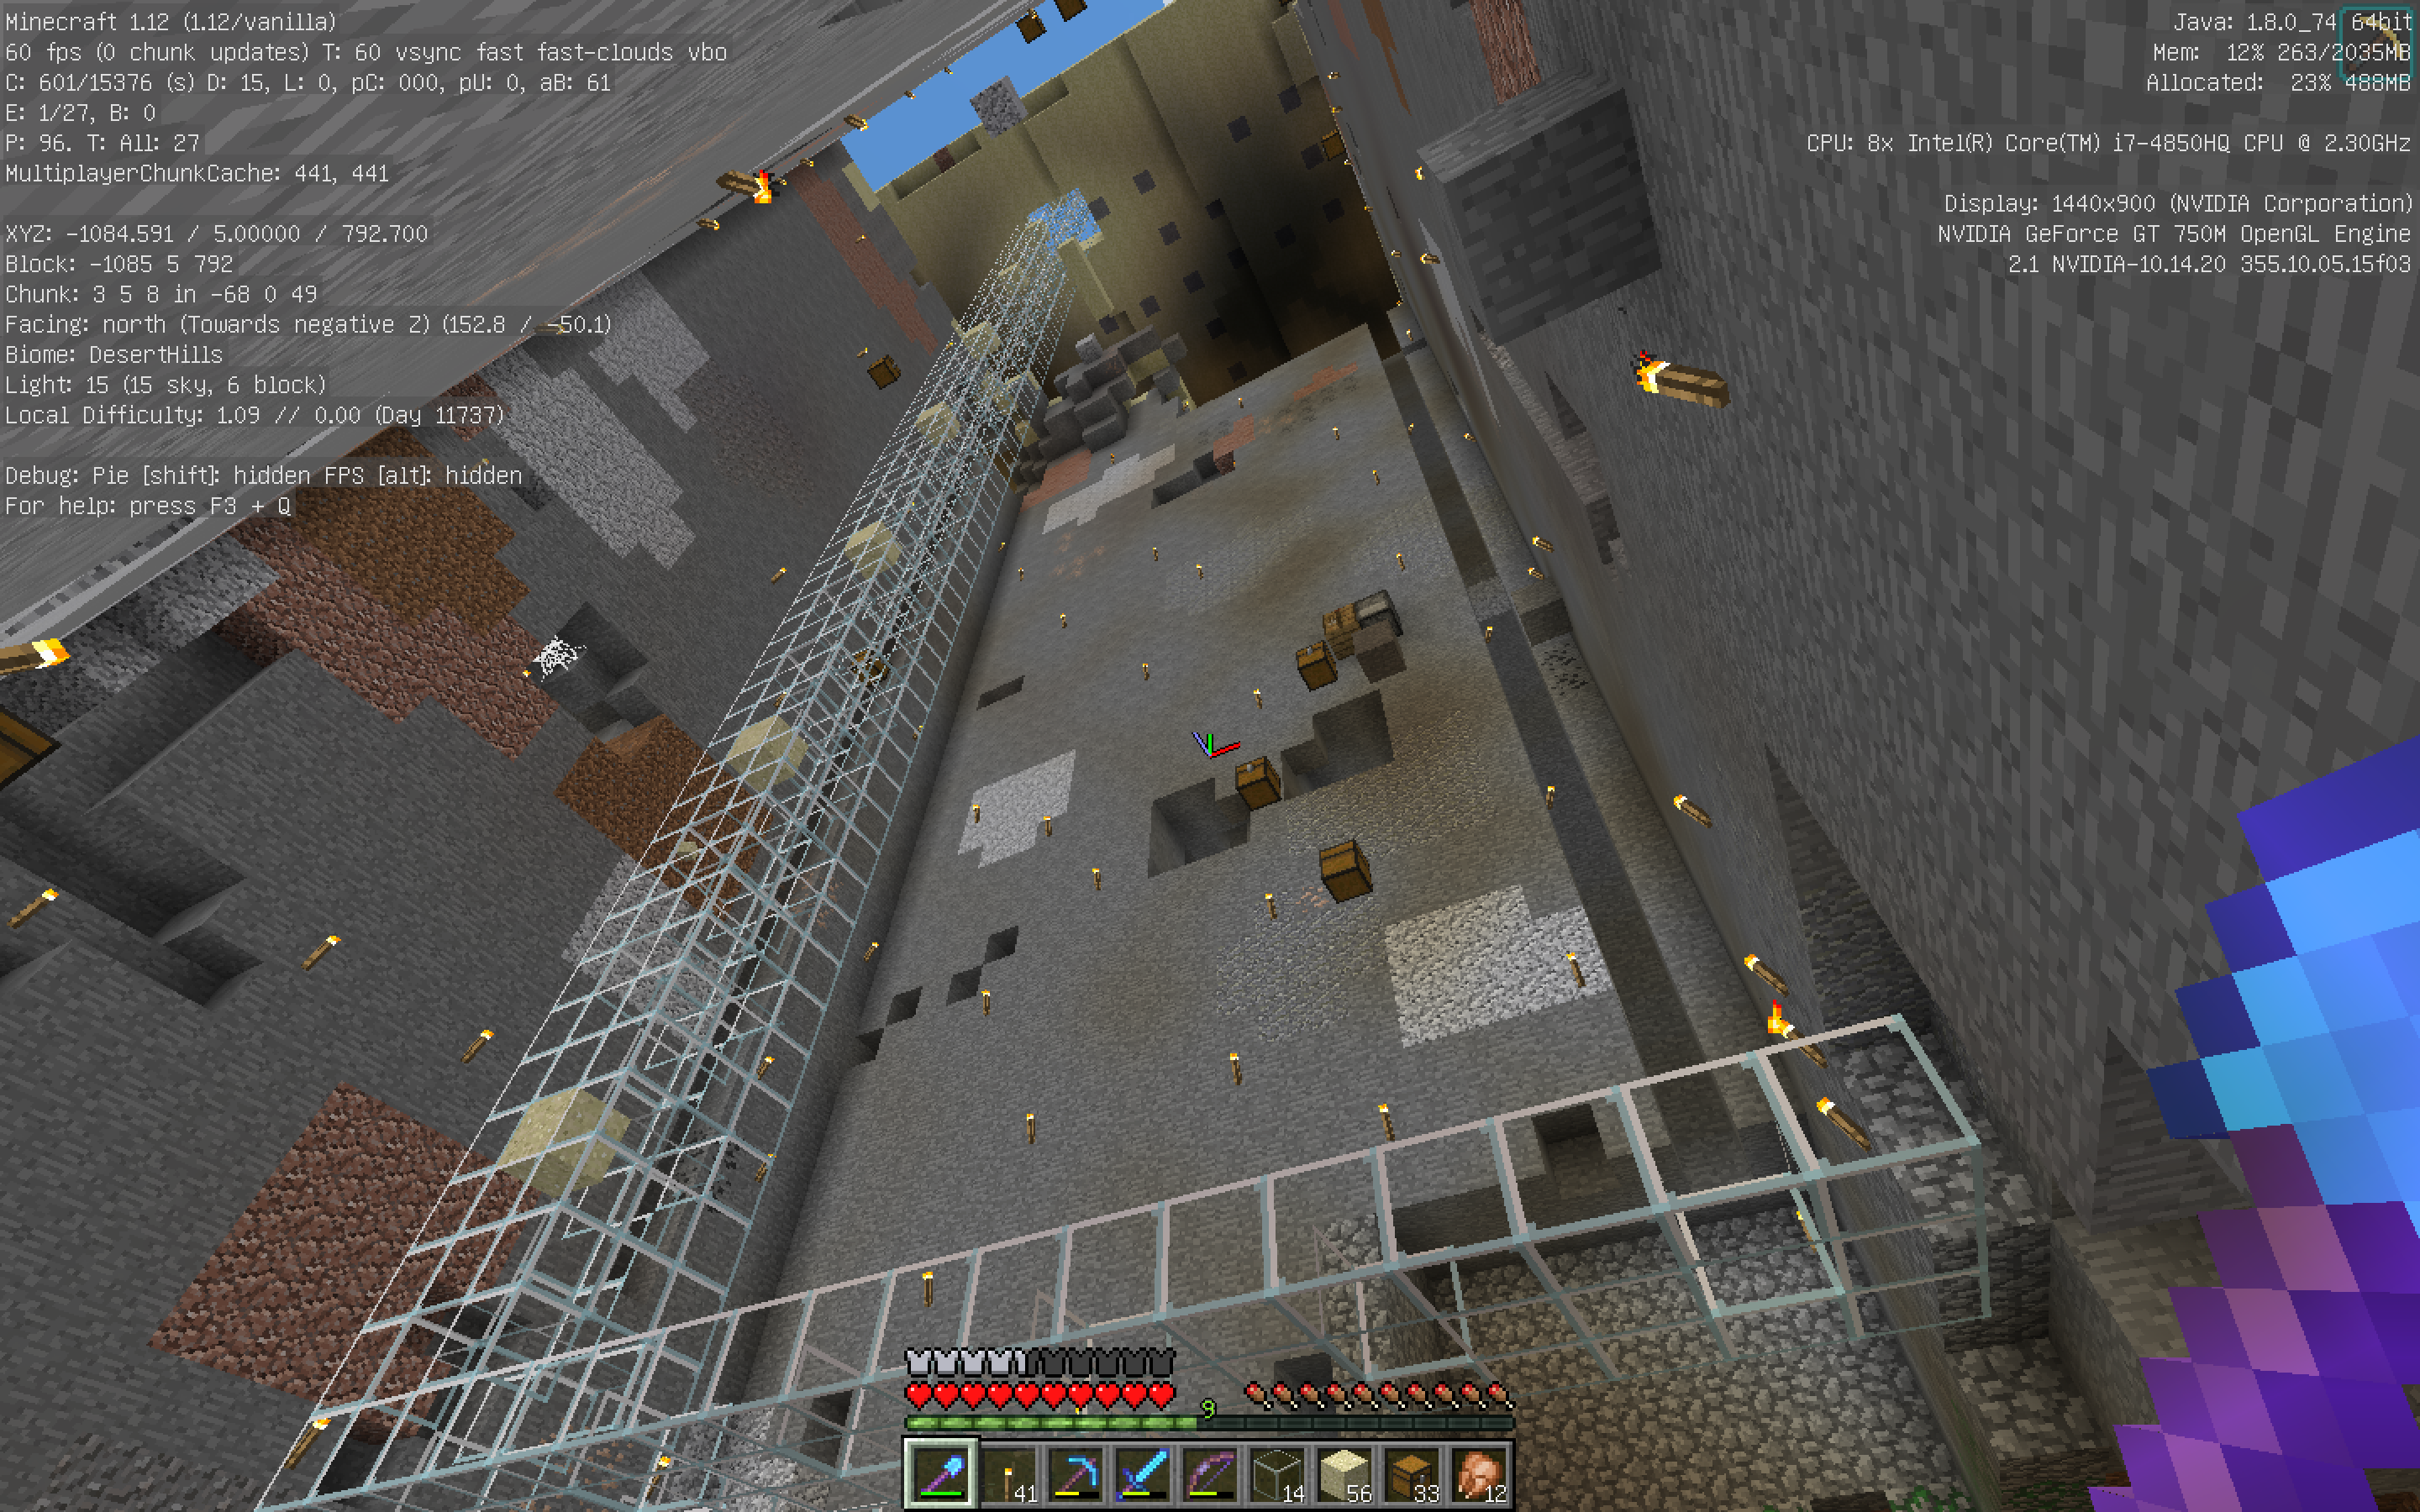 Minecraft 1.12 (1.12/vanilla)
60 fps (0 chunk updates) T: 60 vsync fast fast-clouds vbo
C: 601/15376 (s) D: 15, L: 0, pC: 000, pU: 0, aB: 61
E: 1/27, B: 0
P: 96. T: All: 27
MultiplayerChunkCache: 441, 441
XYZ: -1084.591 / 5.00000 / 792.700
Block: -1085 5 792
Chunk: 3 5 8 in -68 0 49
Facing: north (Towards negative Z) (152.8 / -50.1)
Biome: DesertHills
Light: 15 (15 sky, 6 block)
Local Difficulty: 1.09 // 0.00 (Day 11737)
Debug: Pie [shift]: hidden FPS [alt]: hidden
For help: press F3 + Q
Java: 1.8.0_74 64bit
Mem: 12% 263/2035MB
Allocated: 23% 488MB
CPU: 8x Intel(R) Core(TM) i7-4850HQ CPU @ 2.30GHz
Display: 1440x900 (NVIDIA Corporation)
NVIDIA GeForce GT 750M OpenGL Engine
2.1 NVIDIA-10.14.20 355.10.05.15f03
9
41 14 56 33 12